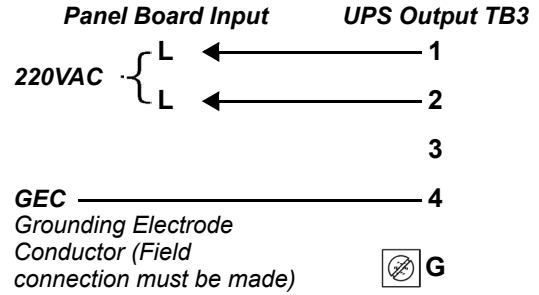 Panel Board Input UPS Output TB3
L 1
220VAC
L 2
3
GEC 4
Grounding Electrode
Conductor (Field
connection must be made)
G